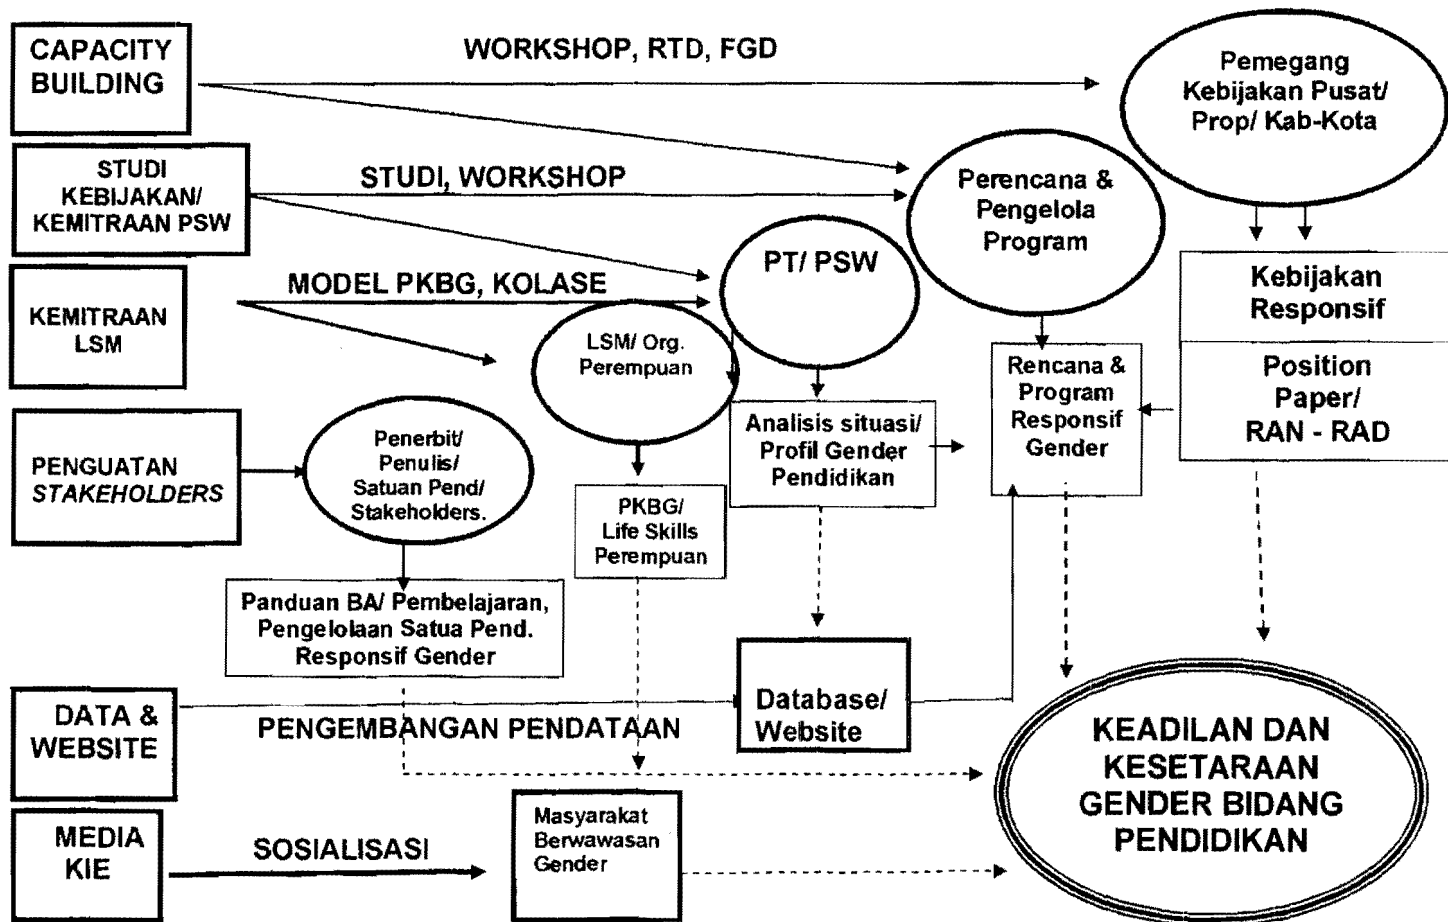 CAPACITY
BUILDING
WORKSHOP, RTD, FGD
Pemegang
Kebijakan Pusat/
Prop/ Kab-Kota
STUDI
KEBIJAKAN/
KEMITRAAN PSW
STUDI, WORKSHOP
Perencana &
Pengelola
Program
PT/ PSW
KEMITRAAN
LSM
MODEL PKBG, KOLASE
LSM/ Org.
Perempuan
Kebijakan
Responsif
Position
Paper/
RAN - RAD
Rencana &
Program
Responsif
Gender
Analisis situasi/
Profil Gender
Pendidikan
PENGUATAN
STAKEHOLDERS
Penerbit/
Penulis/
Satuan Pend/
Stakeholders.
PKBG/
Life Skills
Perempuan
Panduan BA/ Pembelajaran,
Pengelolaan Satua Pend.
Responsif Gender
DATA &
WEBSITE
PENGEMBANGAN PENDATAAN
Database/
Website
KEADILAN DAN
KESETARAAN
GENDER BIDANG
PENDIDIKAN
MEDIA
KIE
SOSIALISASI
Masyarakat
Berwawasan
Gender